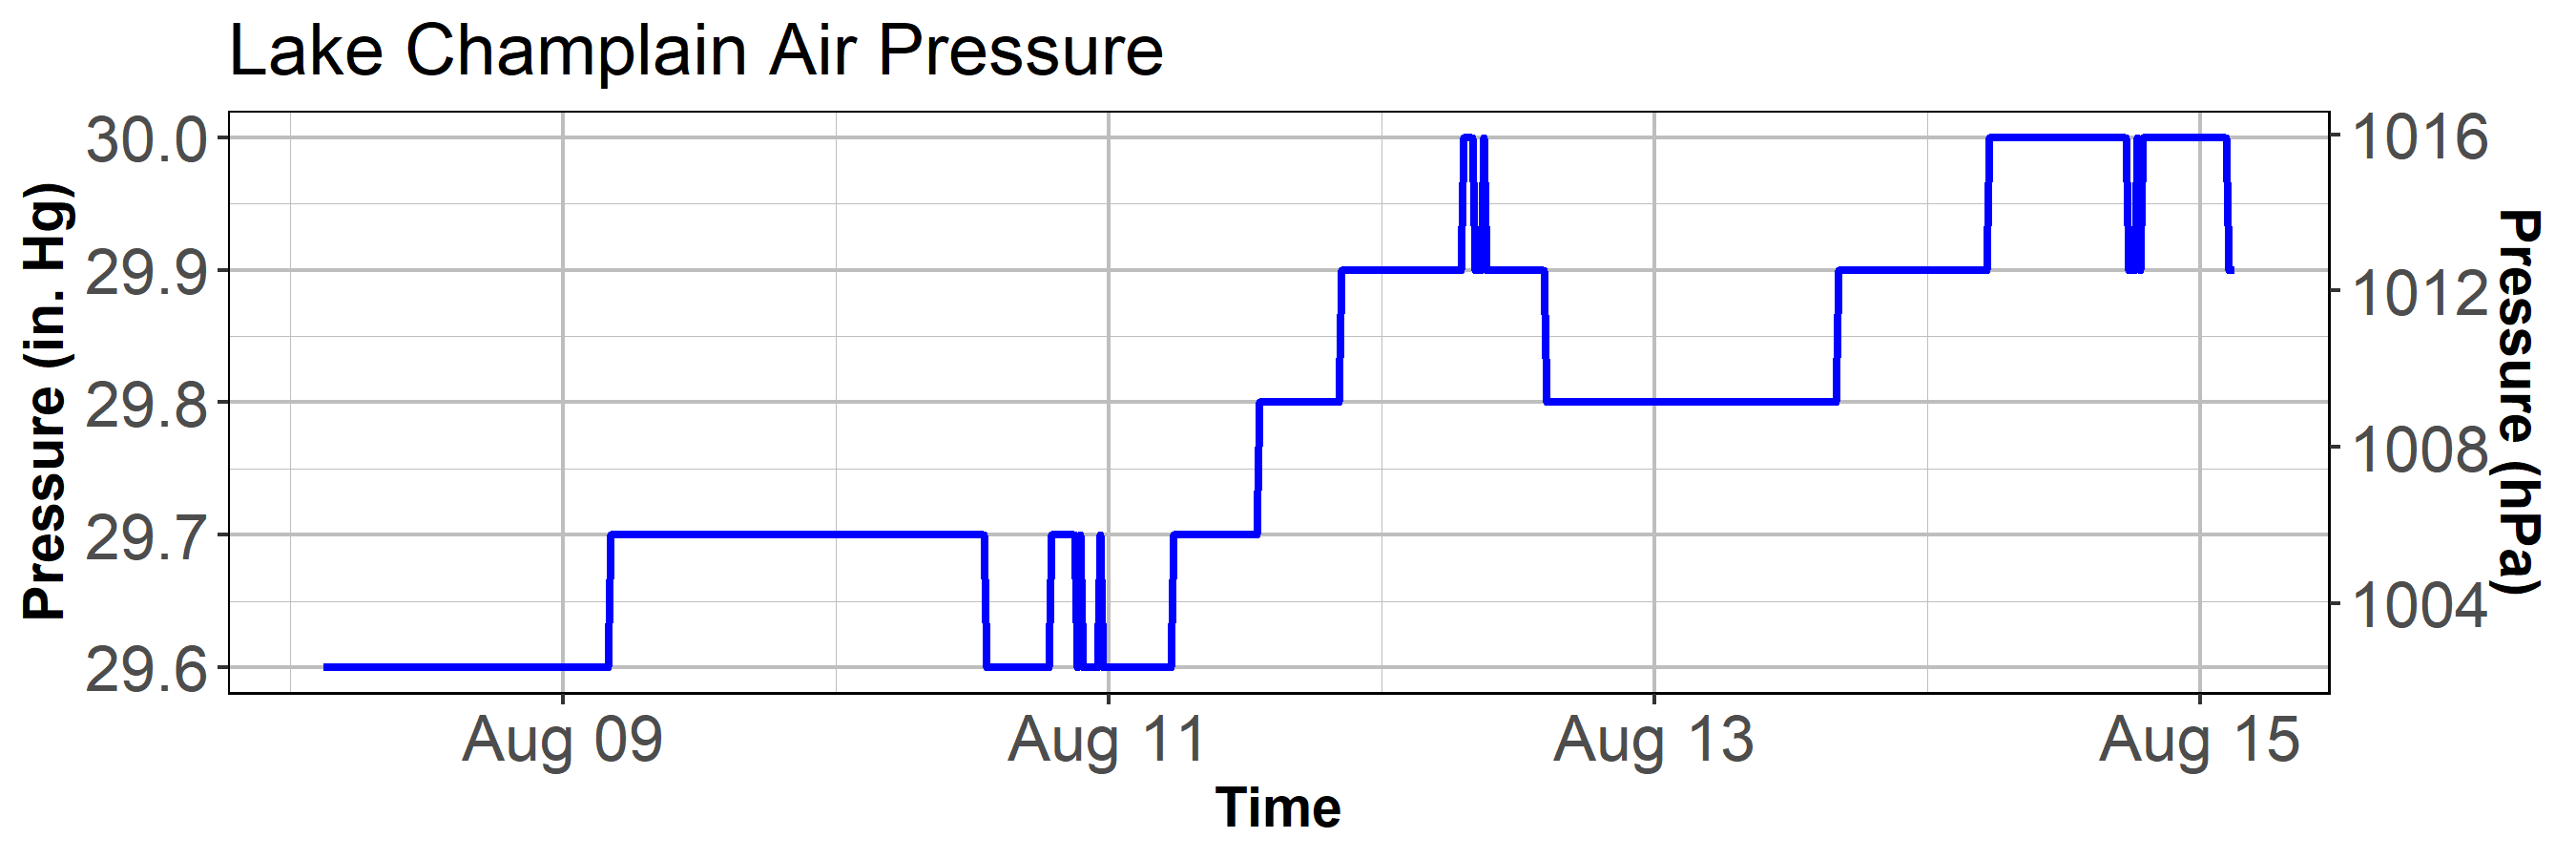 Lake Champlain Air Pressure
Pressure (in. Hg)
30.0
29.9
29.8
29.7
29.6
1016
1012
1008
1004
Pressure (hPa)
Aug 09 Aug 11 Aug 13 Aug 15
Time